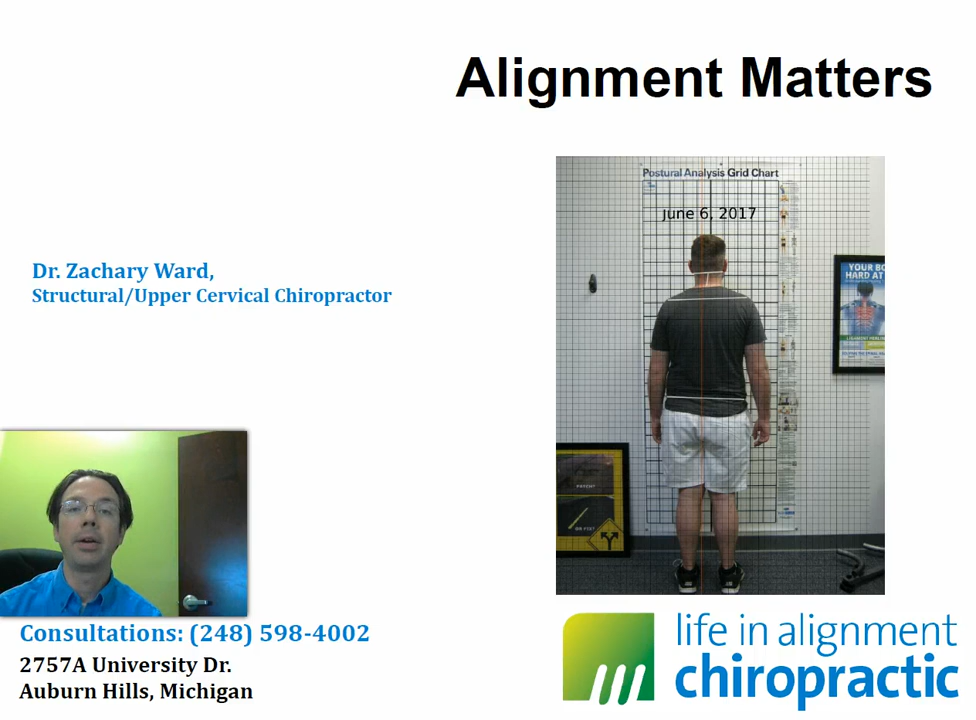 Alignment Matters
Postural Analysis Grid Chart
June 6, 2017
YOUR BO
HARD AT
Dr. Zachary Ward,
Structural/Upper Cervical Chiropractor
Consultations: (248) 598-4002
2757A University Dr.
Auburn Hills, Michigan
life in alignment
chiropractic